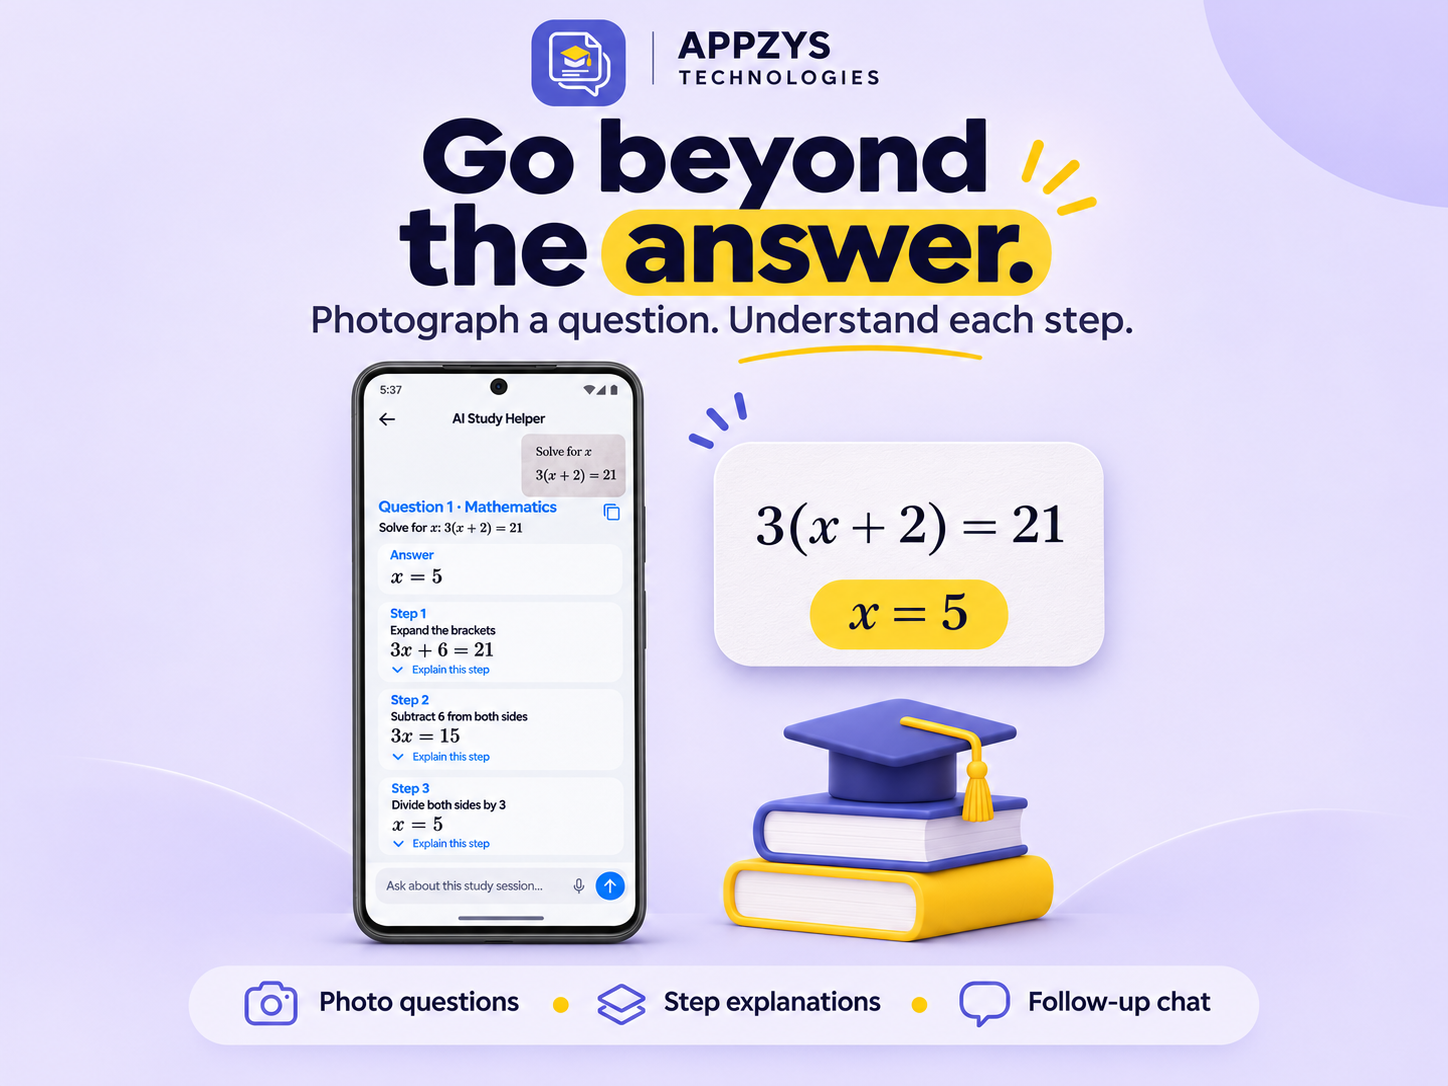 APPZYS
TECHNOLOGIES
Go beyond
the answer.
Photograph a question. Understand each step.
5:37
AI Study Helper
Solve for x
3(x + 2) = 21
Question 1 · Mathematics
Solve for x: 3(x + 2) = 21
Answer
x = 5
Step 1
Expand the brackets
3x + 6 = 21
Explain this step
Step 2
Subtract 6 from both sides
3x = 15
Explain this step
Step 3
Divide both sides by 3
x = 5
Explain this step
Ask about this study session...
3(x + 2) = 21
x = 5
Photo questions
Step explanations
Follow-up chat